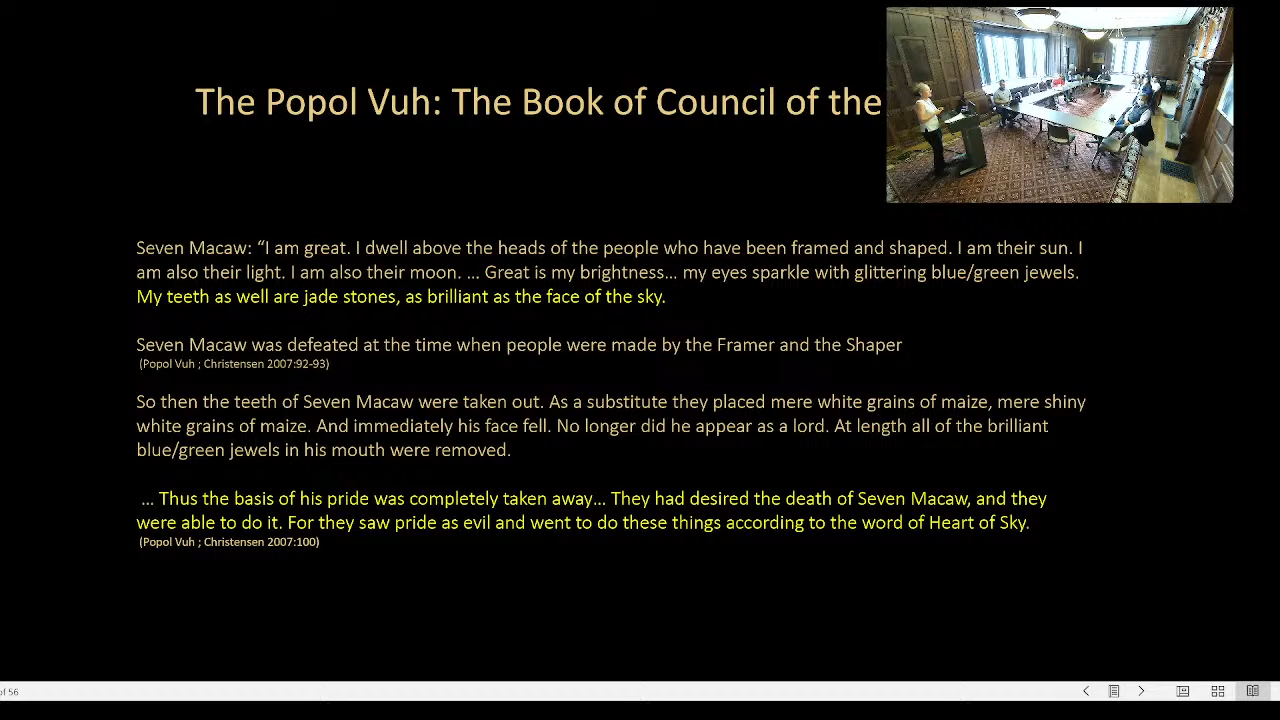 The Popol Vuh: The Book of Council of the
Seven Macaw: “I am great. I dwell above the heads of the people who have been framed and shaped. I am their sun. I
am also their light. I am also their moon. … Great is my brightness… my eyes sparkle with glittering blue/green jewels.
My teeth as well are jade stones, as brilliant as the face of the sky.
Seven Macaw was defeated at the time when people were made by the Framer and the Shaper
(Popol Vuh ; Christensen 2007:92-93)
So then the teeth of Seven Macaw were taken out. As a substitute they placed mere white grains of maize, mere shiny
white grains of maize. And immediately his face fell. No longer did he appear as a lord. At length all of the brilliant
blue/green jewels in his mouth were removed.
… Thus the basis of his pride was completely taken away… They had desired the death of Seven Macaw, and they
were able to do it. For they saw pride as evil and went to do these things according to the word of Heart of Sky.
(Popol Vuh ; Christensen 2007:100)
of 56